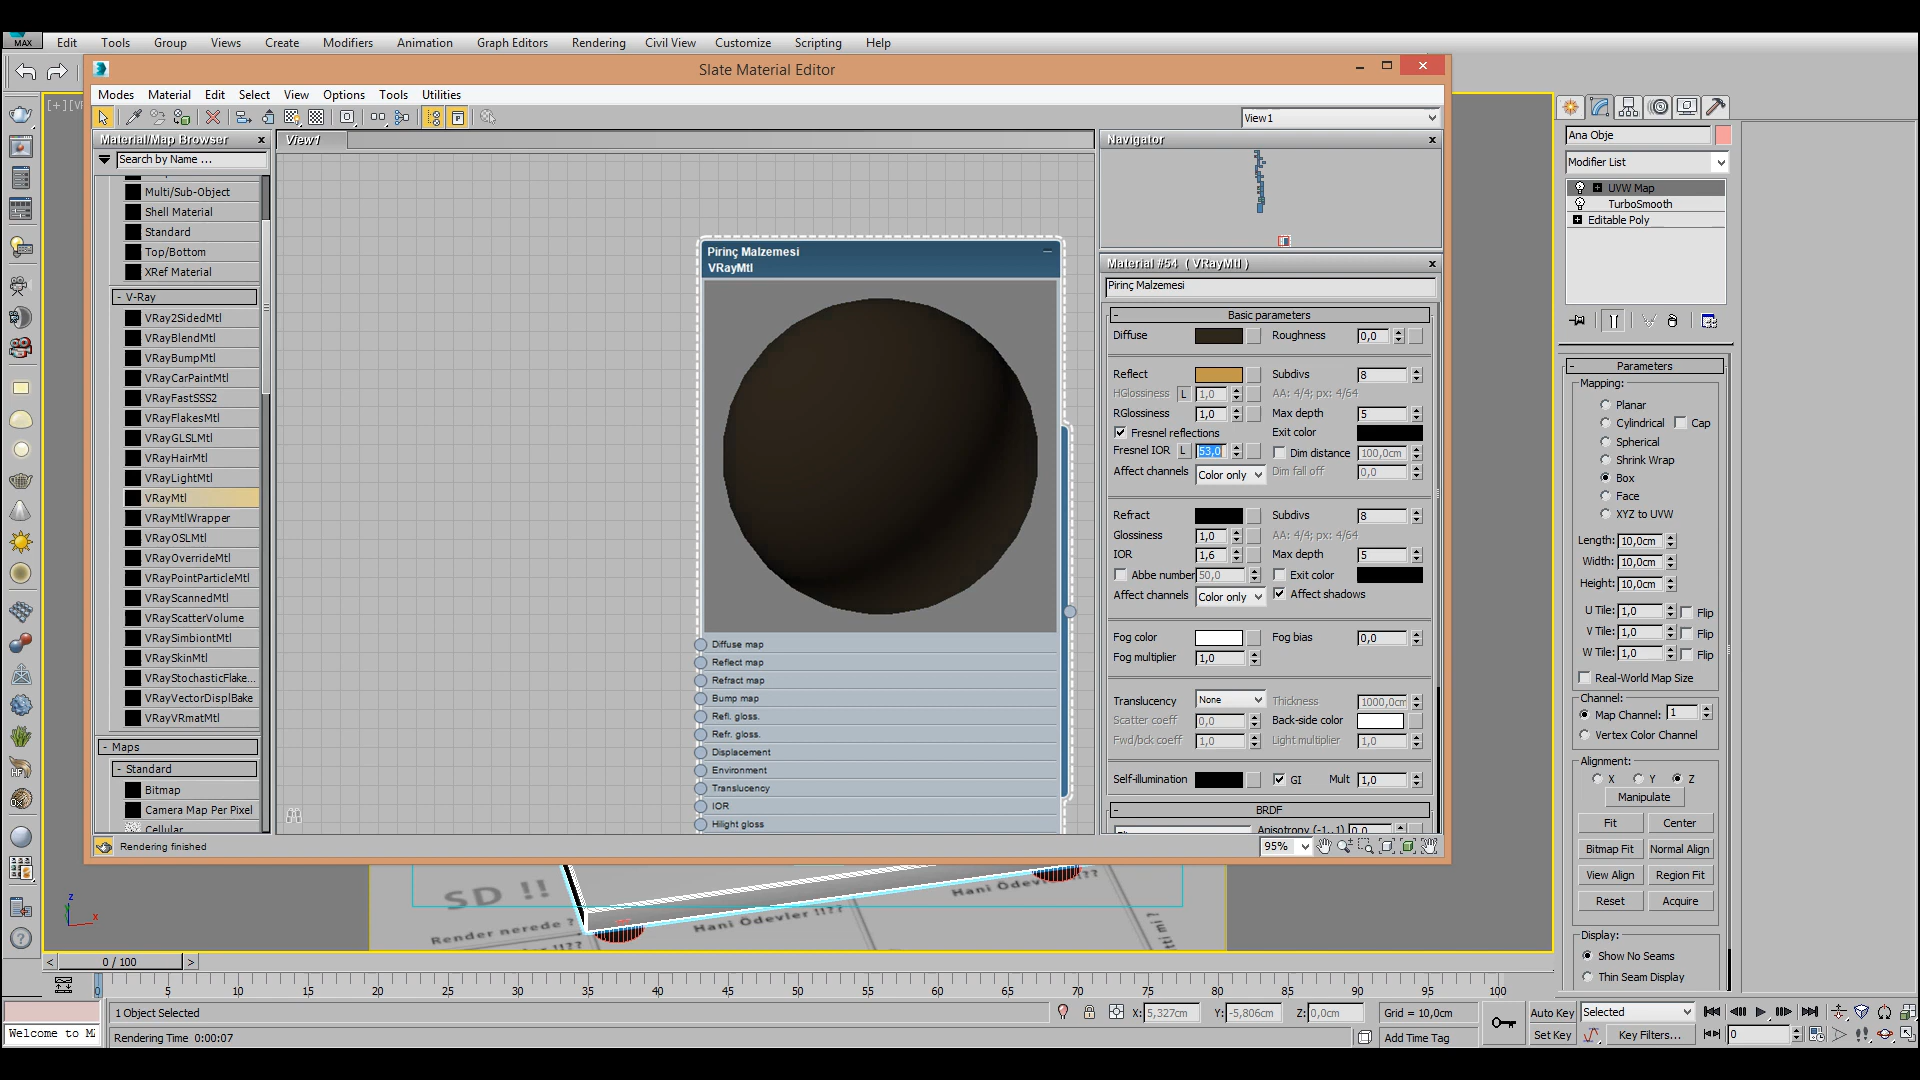 MAX
Edit Tools Group Views Create Modifiers Animation Graph Editors Rendering Civil View Customize Scripting Help
Slate Material Editor
Modes Material Edit Select View Options Tools Utilities
View1
Material/Map Browser
Search by Name ...
Multi/Sub-Object
Shell Material
Standard
Top/Bottom
XRef Material
- V-Ray
VRay2SidedMtl
VRayBlendMtl
VRayBumpMtl
VRayCarPaintMtl
VRayFastSSS2
VRayFlakesMtl
VRayGLSLMtl
VRayHairMtl
VRayLightMtl
VRayMtl
VRayMtlWrapper
VRayOSLMtl
VRayOverrideMtl
VRayPointParticleMtl
VRayScannedMtl
VRayScatterVolume
VRaySimbiontMtl
VRaySkinMtl
VRayStochasticFlake...
VRayVectorDisplBake
VRayVRmatMtl
- Maps
- Standard
Bitmap
Camera Map Per Pixel
Cellular
Rendering finished
View1
Pirinç Malzemesi
VRayMtl
Diffuse map
Reflect map
Refract map
Bump map
Refl. gloss.
Refr. gloss.
Displacement
Environment
Translucency
IOR
Hilight gloss
Navigator
Material #54 ( VRayMtl )
Pirinç Malzemesi
- Basic parameters
Diffuse Roughness 0,0
Reflect Subdivs 8
HGlossiness L 1,0 AA: 4/4; px: 4/64
RGlossiness 1,0 Max depth 5
Fresnel reflections Exit color
Fresnel IOR L 53,0 Dim distance 100,0cm
Affect channels Color only Dim fall off 0,0
Refract Subdivs 8
Glossiness 1,0 AA: 4/4; px: 4/64
IOR 1,6 Max depth 5
Abbe number 50,0 Exit color
Affect channels Color only Affect shadows
Fog color Fog bias 0,0
Fog multiplier 1,0
Translucency None Thickness 1000,0cm
Scatter coeff 0,0 Back-side color
Fwd/bck coeff 1,0 Light multiplier 1,0
Self-illumination GI Mult 1,0
- BRDF
Anisotropy (-1..1) 0,0
95%
Ana Obje
Modifier List
UVW Map
TurboSmooth
Editable Poly
- Parameters
Mapping:
Planar
Cylindrical Cap
Spherical
Shrink Wrap
Box
Face
XYZ to UVW
Length: 10,0cm
Width: 10,0cm
Height: 10,0cm
U Tile: 1,0 Flip
V Tile: 1,0 Flip
W Tile: 1,0 Flip
Real-World Map Size
Channel:
Map Channel: 1
Vertex Color Channel
Alignment:
X Y Z
Manipulate
Fit Center
Bitmap Fit Normal Align
View Align Region Fit
Reset Acquire
Display:
Show No Seams
Thin Seam Display
SD !!
Render nerede ?
Hani Ödevler !!??
z
x
< 0 / 100 >
0 5 10 15 20 25 30 35 40 45 50 55 60 65 70 75 80 85 90 95 100
1 Object Selected X: 5,327cm Y: -5,806cm Z: 0,0cm Grid = 10,0cm Auto Key Selected
Welcome to
Rendering Time 0:00:07 Add Time Tag Set Key Key Filters... 0